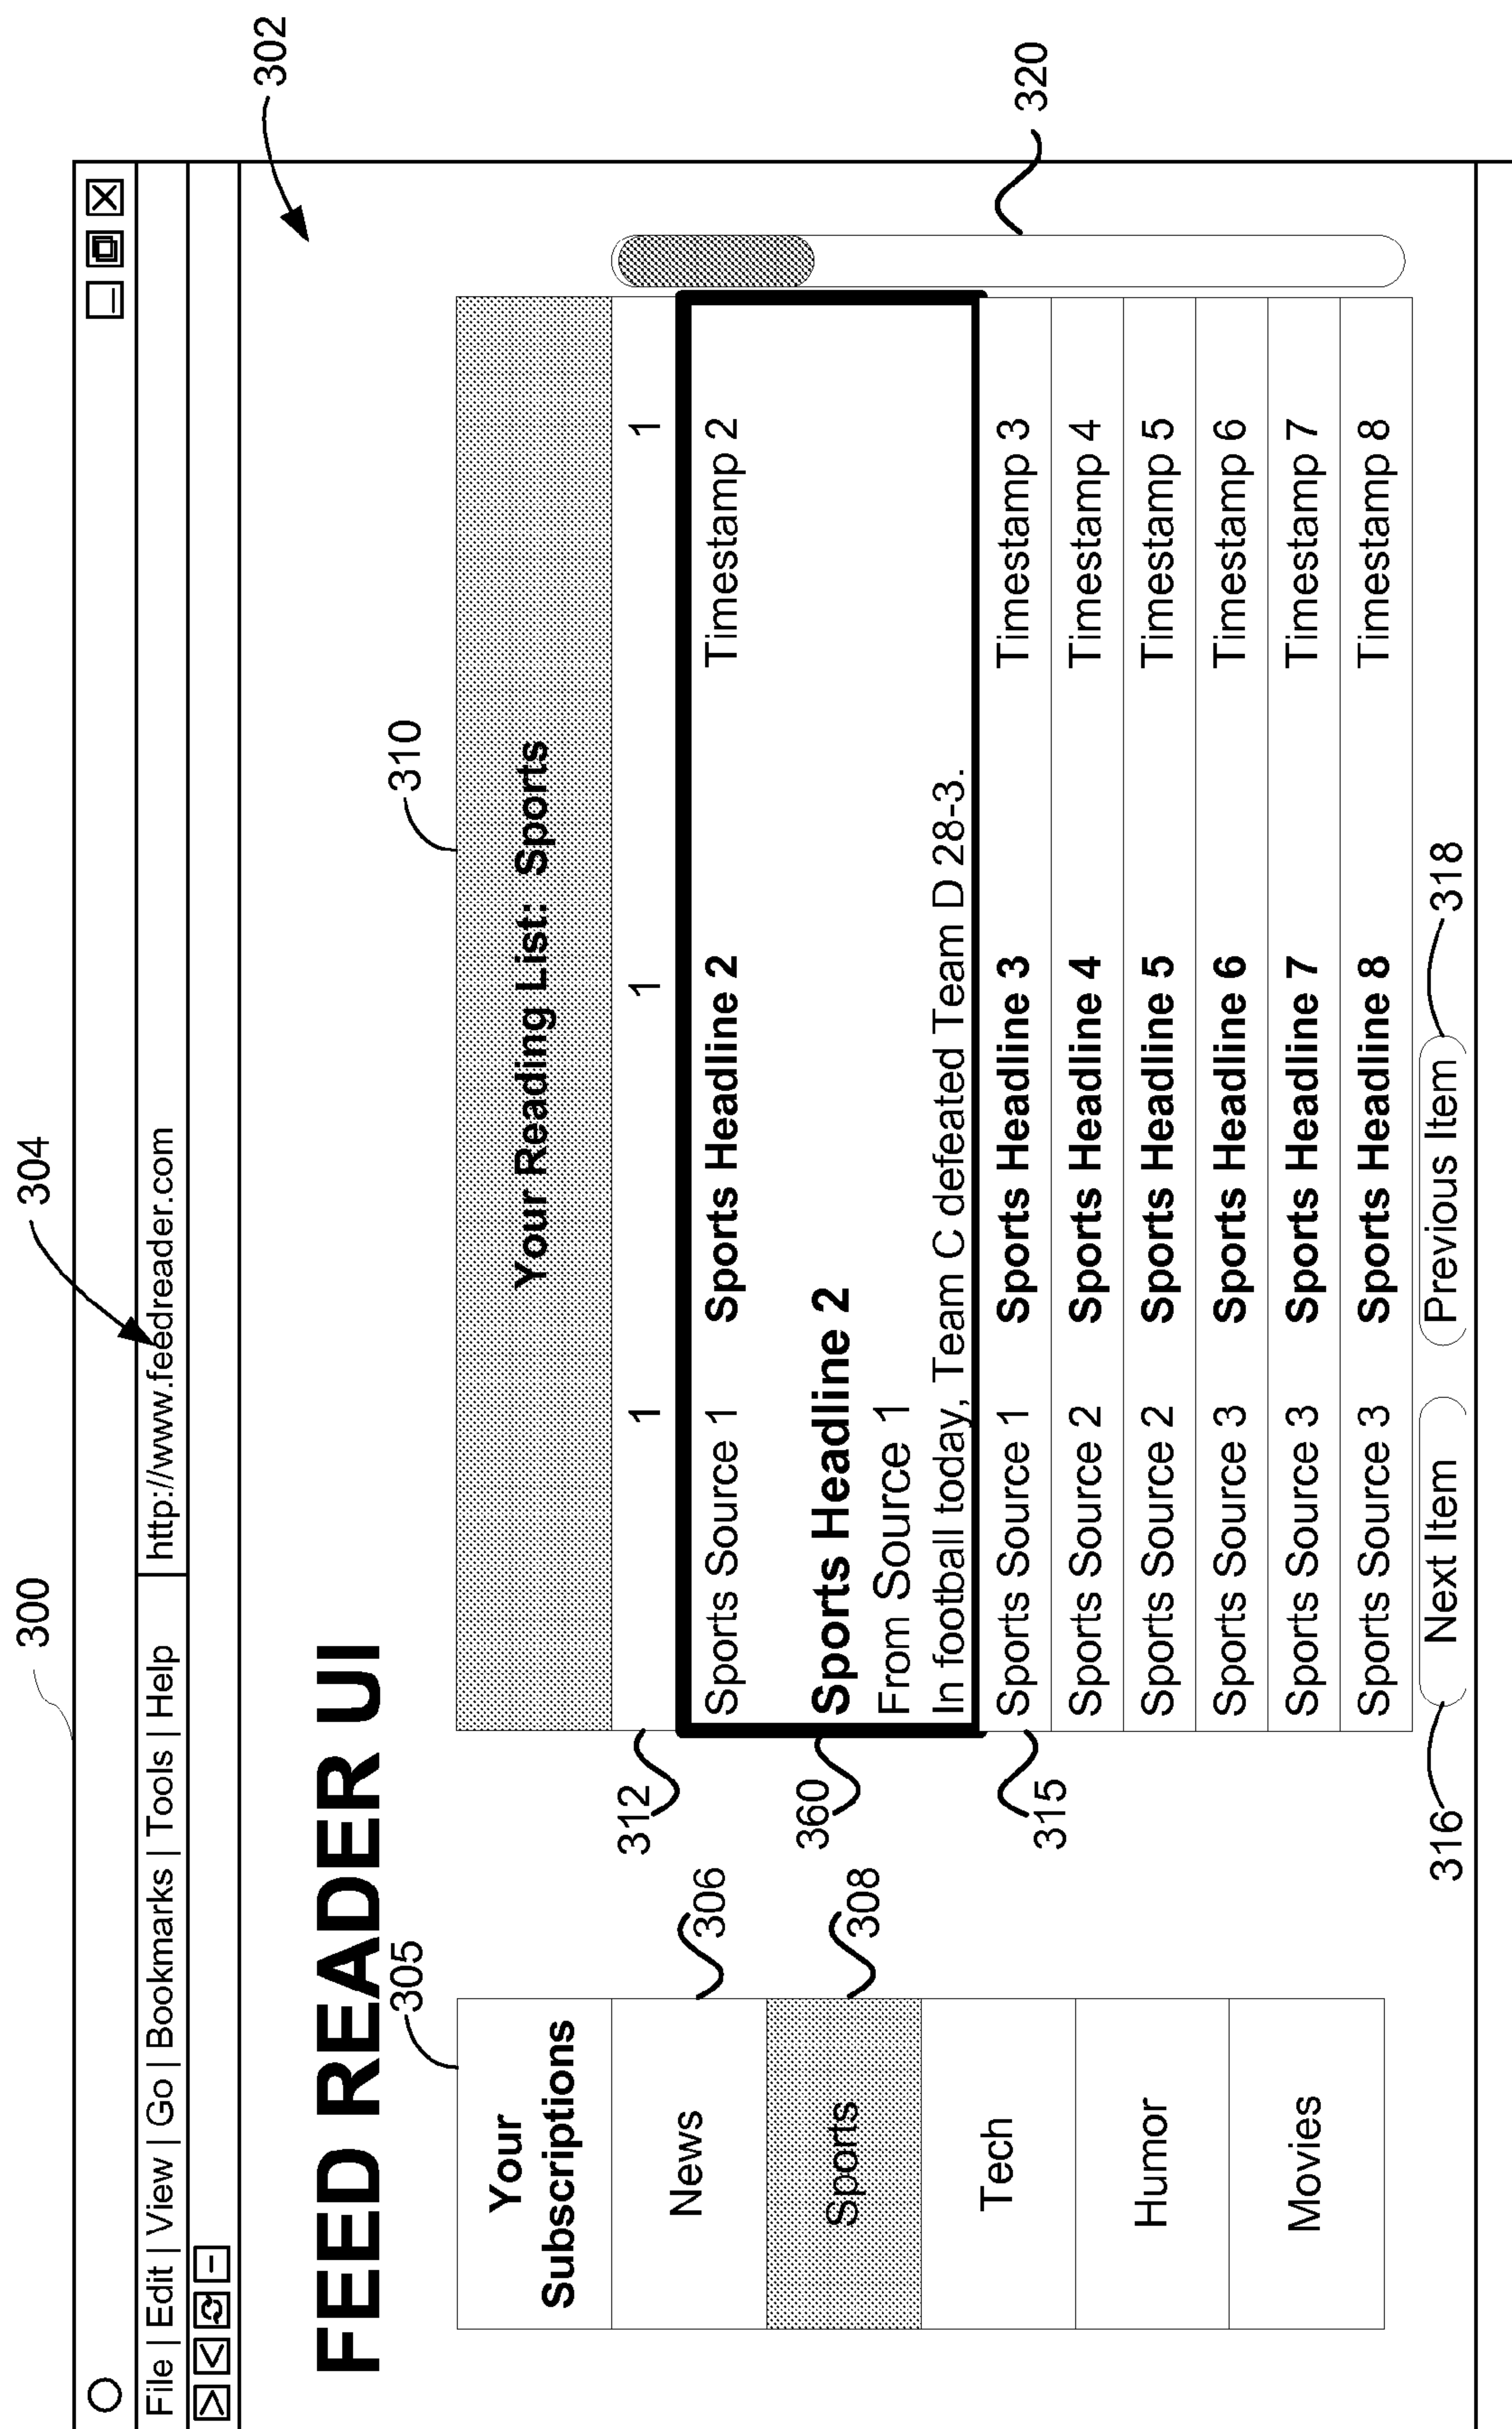 300
304
302
File | Edit | View | Go | Bookmarks | Tools | Help
http://www.feedreader.com
FEED READER UI
305
310
Your
Subscriptions
News
Sports
Tech
Humor
Movies
306
308
Your Reading List: Sports
312
1 1 1
360
Sports Source 1 Sports Headline 2 Timestamp 2
Sports Headline 2
From Source 1
In football today, Team C defeated Team D 28-3.
315
Sports Source 1 Sports Headline 3 Timestamp 3
Sports Source 2 Sports Headline 4 Timestamp 4
Sports Source 2 Sports Headline 5 Timestamp 5
Sports Source 3 Sports Headline 6 Timestamp 6
Sports Source 3 Sports Headline 7 Timestamp 7
Sports Source 3 Sports Headline 8 Timestamp 8
320
316
Next Item
Previous Item
318